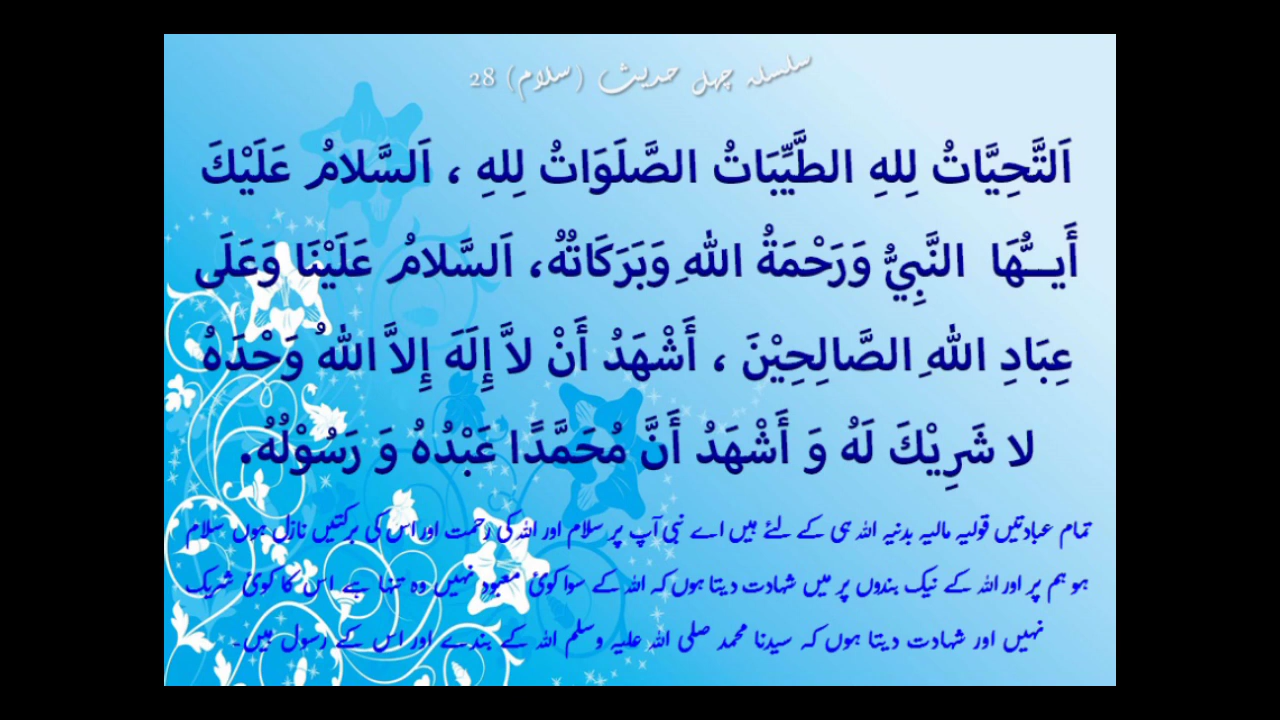 سلسلہ چہل حدیث (سلام) 28
اَلتَّحِيَّاتُ لِلهِ الطَّيِّبَاتُ الصَّلَوَاتُ لِلهِ ، اَلسَّلامُ عَلَيْكَ
أَيــُّهَا النَّبِيُّ وَرَحْمَةُ اللهِ وَبَرَكَاتُهُ، اَلسَّلامُ عَلَيْنَا وَعَلَى
عِبَادِ اللهِ الصَّالِحِيْنَ ، أَشْهَدُ أَنْ لاَّ إِلَهَ إِلاَّ اللهُ وَحْدَهُ
لا شَرِيْكَ لَهُ وَ أَشْهَدُ أَنَّ مُحَمَّدًا عَبْدُهُ وَ رَسُوْلُهُ.
تمام عبادتیں قولیہ مالیہ بدنیہ اللہ ہی کے لئے ہیں اے نبی آپ پر سلام اور اللہ کی رحمت اور اس کی برکتیں نازل ہوں سلام
ہو ہم پر اور اللہ کے نیک بندوں پر میں شہادت دیتا ہوں کہ اللہ کے سوا کوئ معبود نہیں وہ تنہا ہے اس کا کوئ شریک
نہیں اور شہادت دیتا ہوں کہ سیدنا محمد صلی اللہ علیہ وسلم اللہ کے بندے اور اس کے رسول ہیں۔